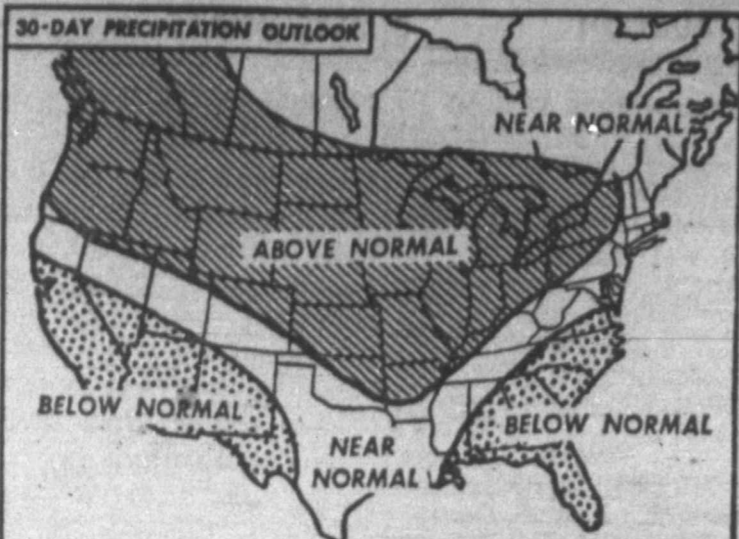 30-DAY PRECIPITATION OUTLOOK
NEAR NORMAL
ABOVE NORMAL
BELOW NORMAL
BELOW NORMAL
NEAR
NORMAL